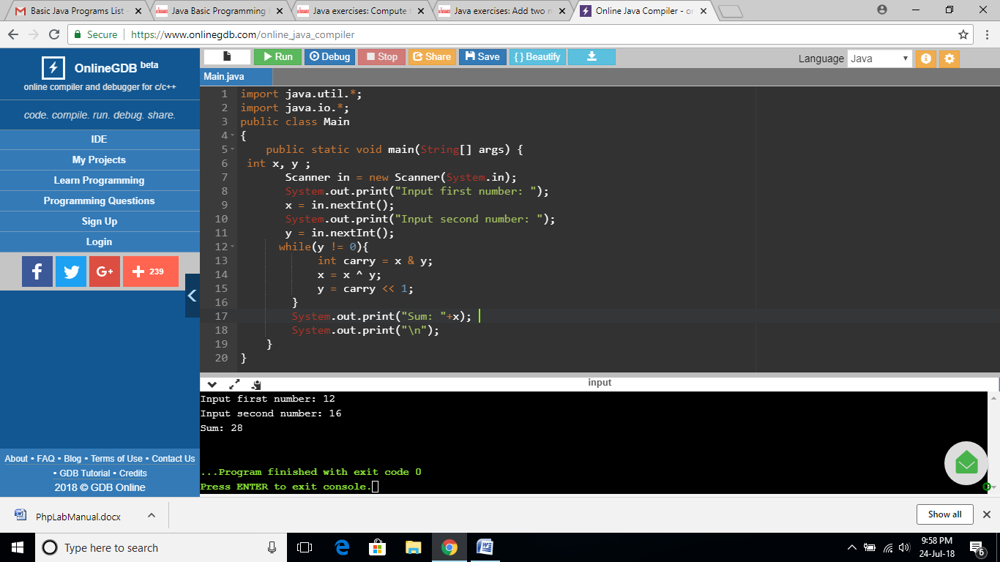 Basic Java Programs List
Java Basic Programming
Java exercises: Compute
Java exercises: Add two n
Online Java Compiler - o
Secure
https://www.onlinegdb.com/online_java_compiler
OnlineGDB beta
online compiler and debugger for c/c++
code. compile. run. debug. share.
IDE
My Projects
Learn Programming
Programming Questions
Sign Up
Login
f
G+
239
About • FAQ • Blog • Terms of Use • Contact Us
• GDB Tutorial • Credits
2018 © GDB Online
Run
Debug
Stop
Share
Save
{ } Beautify
Language
Java
Main.java
1 import java.util.*;
2 import java.io.*;
3 public class Main
4 {
5 public static void main(String[] args) {
6 int x, y ;
7 Scanner in = new Scanner(System.in);
8 System.out.print("Input first number: ");
9 x = in.nextInt();
10 System.out.print("Input second number: ");
11 y = in.nextInt();
12 while(y != 0){
13 int carry = x & y;
14 x = x ^ y;
15 y = carry << 1;
16 }
17 System.out.print("Sum: "+x);
18 System.out.print("\n");
19 }
20 }
input
Input first number: 12
Input second number: 16
Sum: 28
...Program finished with exit code 0
Press ENTER to exit console.
PhpLabManual.docx
Show all
Type here to search
9:58 PM
24-Jul-18
6